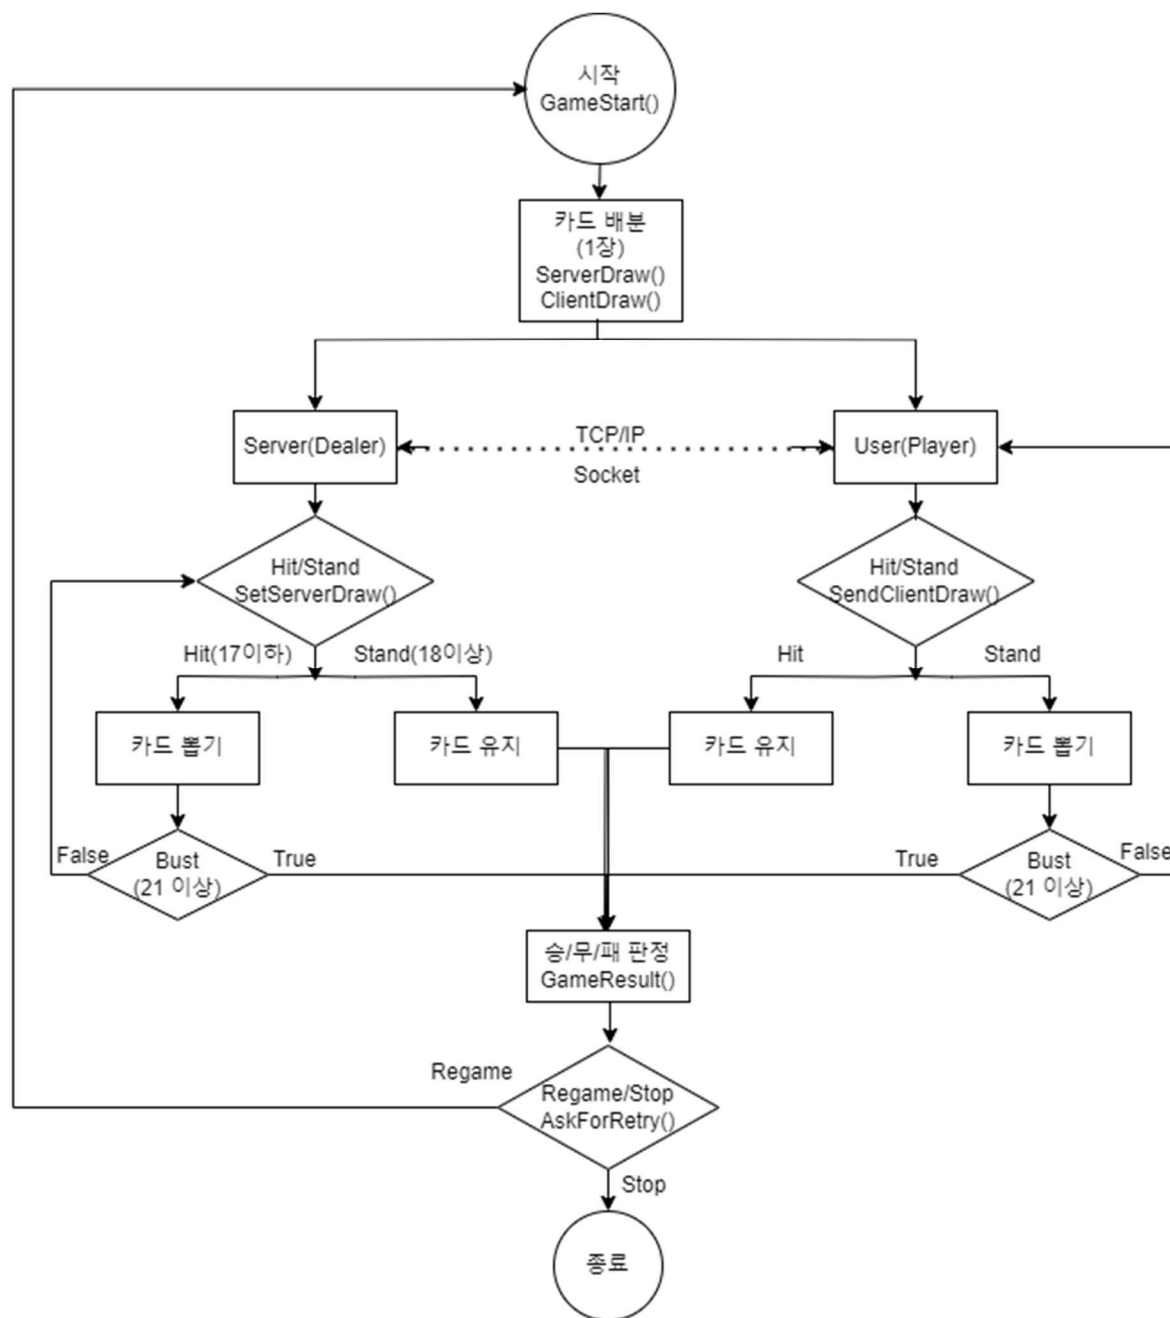 시작
GameStart()
카드 배분
(1장)
ServerDraw()
ClientDraw()
Server(Dealer)
TCP/IP
Socket
User(Player)
Hit/Stand
SetServerDraw()
Hit/Stand
SendClientDraw()
Hit(17이하)
Stand(18이상)
Hit
Stand
카드 뽑기
카드 유지
카드 유지
카드 뽑기
False
Bust
(21 이상)
True
True
Bust
(21 이상)
False
승/무/패 판정
GameResult()
Regame
Regame/Stop
AskForRetry()
Stop
종료